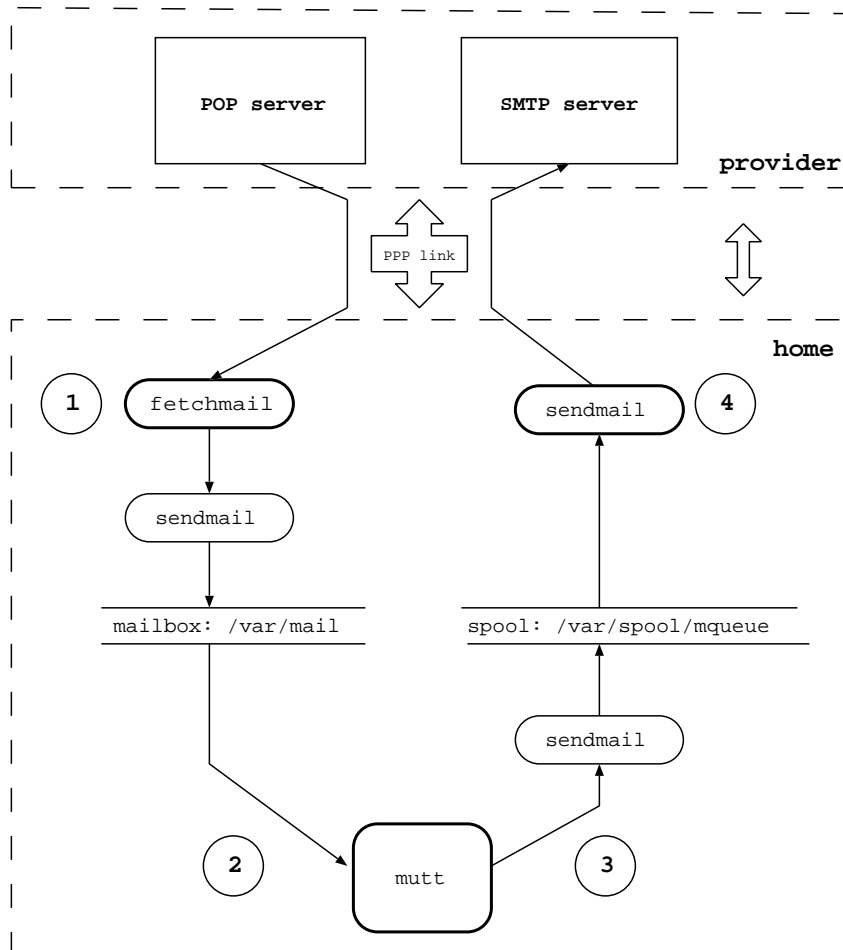 POP server
SMTP server
provider
PPP link
home
1
fetchmail
sendmail
4
sendmail
mailbox: /var/mail
spool: /var/spool/mqueue
sendmail
2
mutt
3